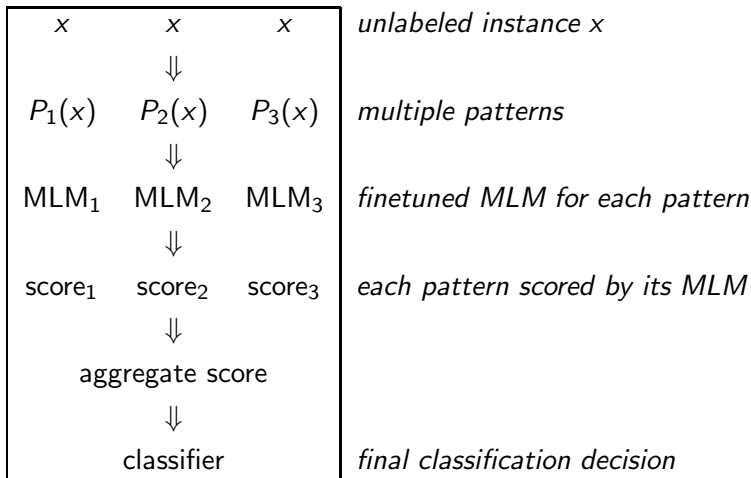 x x x unlabeled instance x
⇓
P₁(x) P₂(x) P₃(x) multiple patterns
⇓
MLM₁ MLM₂ MLM₃ finetuned MLM for each pattern
⇓
score₁ score₂ score₃ each pattern scored by its MLM
⇓
aggregate score
⇓
classifier final classification decision